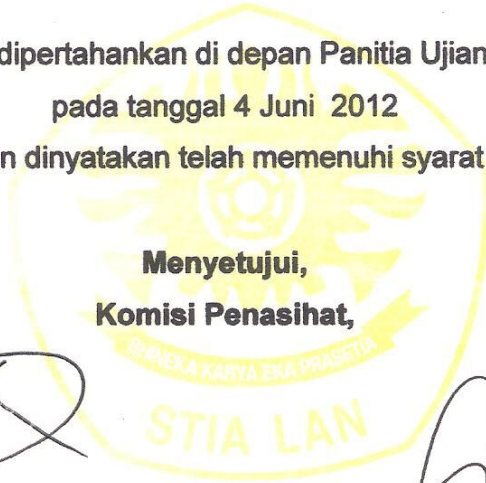 dipertahankan di depan Panitia Ujian
pada tanggal 4 Juni 2012
n dinyatakan telah memenuhi syarat
Menyetujui,
Komisi Penasihat,
BHINEKA KARYA EKA PRASETIA
STIA LAN